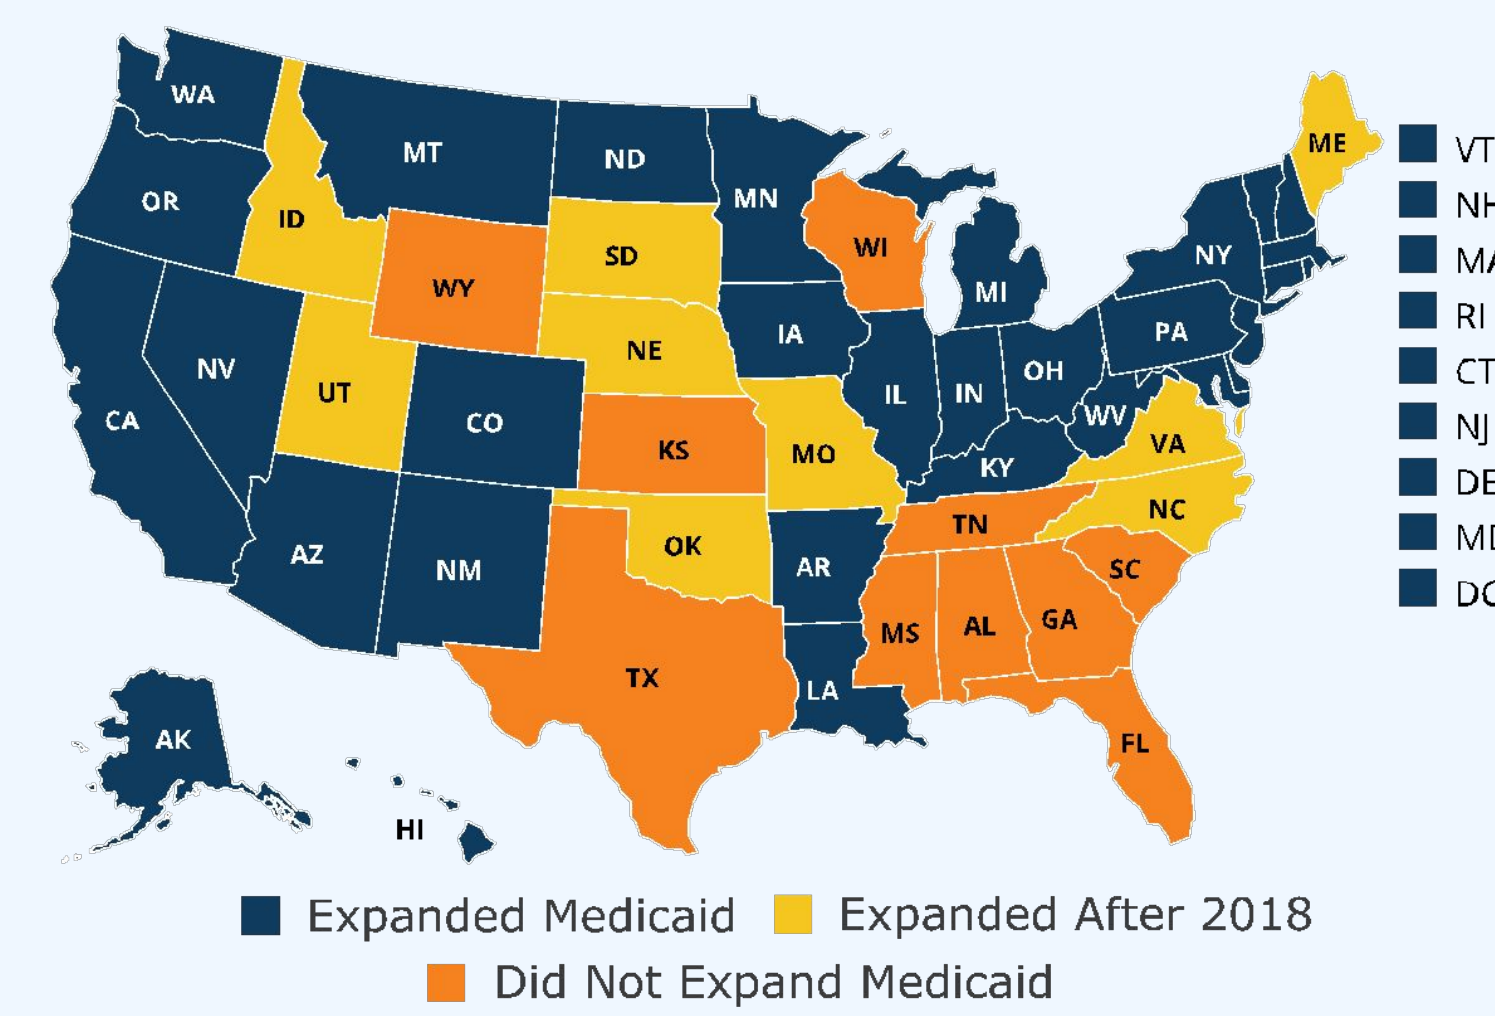 WA
MT
ND
MN
ME
VT
OR
ID
SD
WI
NY
NH
WY
MI
MA
IA
PA
RI
NV
UT
NE
IL
IN
OH
CT
CA
CO
KS
MO
WV
VA
NJ
KY
DE
AZ
NM
OK
AR
TN
NC
MD
SC
DC
TX
LA
MS
AL
GA
AK
FL
HI
Expanded Medicaid Expanded After 2018
Did Not Expand Medicaid